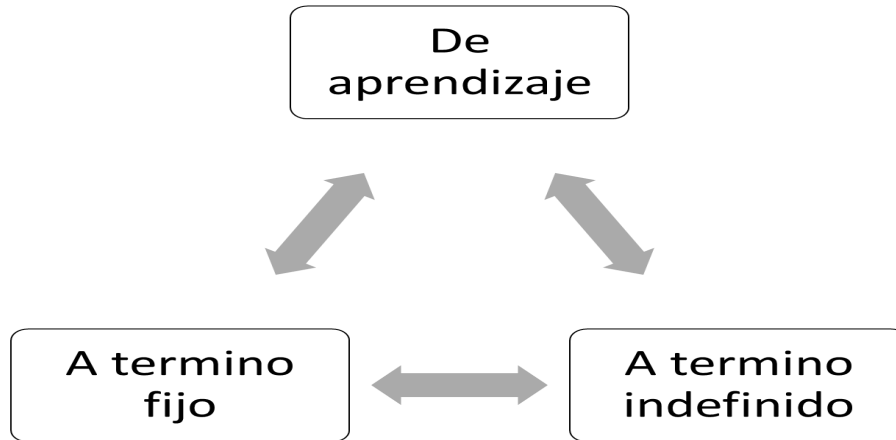 De
aprendizaje
A termino
fijo
A termino
indefinido